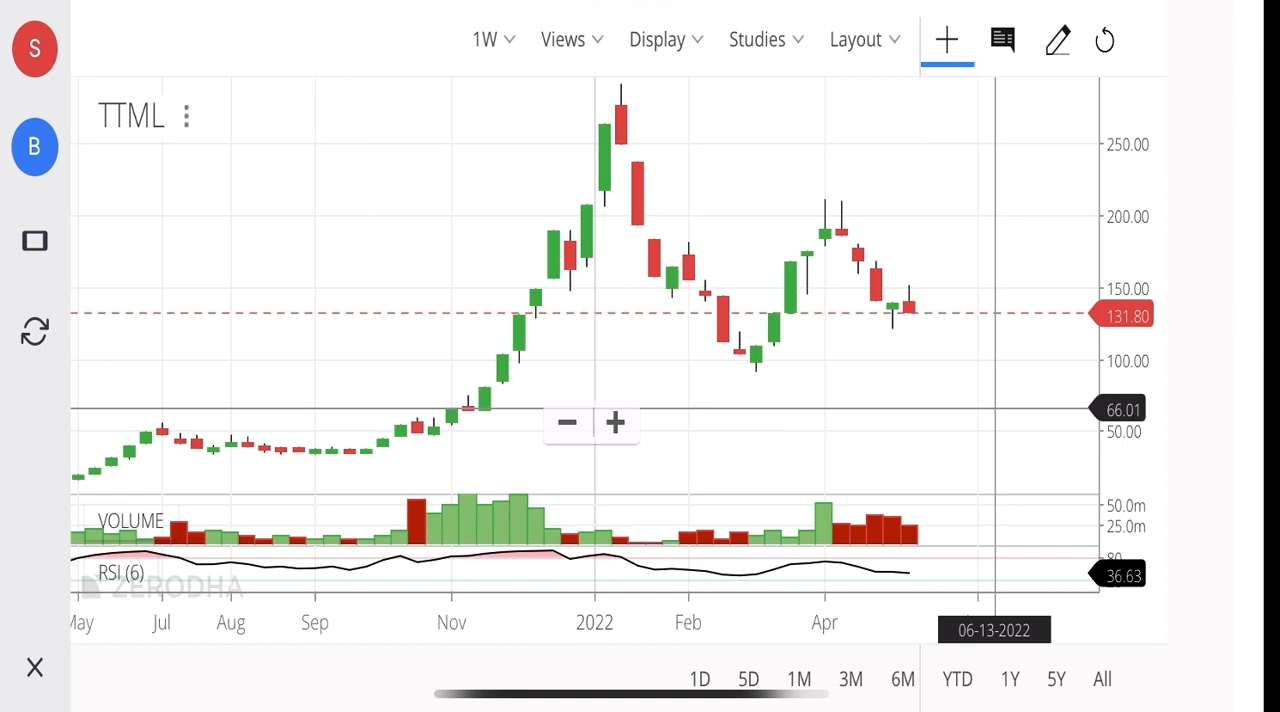 S
1W Views Display Studies Layout
B
TTML
250.00
200.00
150.00
131.80
100.00
66.01
50.00
VOLUME
50.0m
25.0m
80
RSI (6)
36.63
ZERODHA
May Jul Aug Sep Nov 2022 Feb Apr
06-13-2022
1D 5D 1M 3M 6M YTD 1Y 5Y All